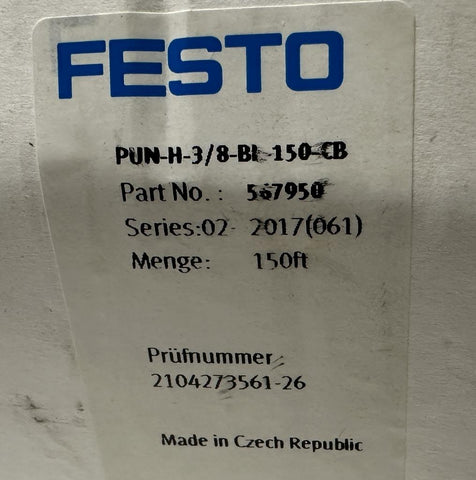 FESTO
PUN-H-3/8-BL-150-CB
Part No. : 567950
Series:02- 2017(061)
Menge: 150ft
Prüfnummer
2104273561-26
Made in Czech Republic